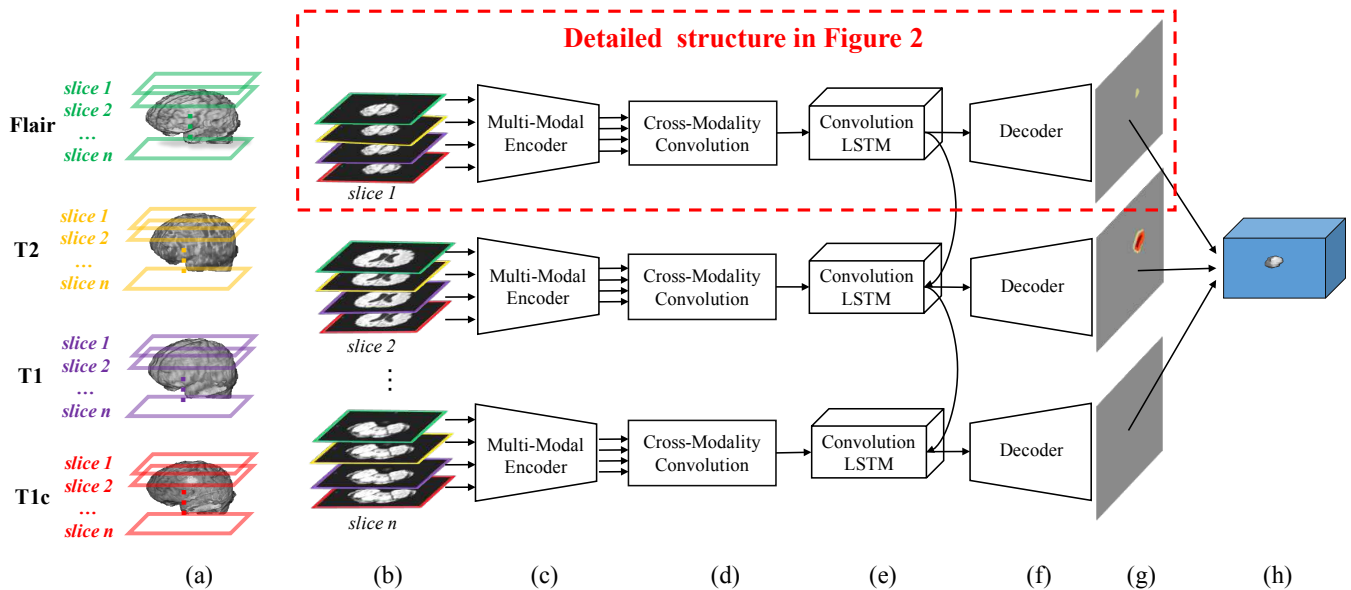 Detailed structure in Figure 2
Flair
slice 1
slice 2
...
slice n
T2
slice 1
slice 2
...
slice n
T1
slice 1
slice 2
...
slice n
T1c
slice 1
slice 2
...
slice n
slice 1
Multi-Modal
Encoder
Cross-Modality
Convolution
Convolution
LSTM
Decoder
slice 2
Multi-Modal
Encoder
Cross-Modality
Convolution
Convolution
LSTM
Decoder
⋮
slice n
Multi-Modal
Encoder
Cross-Modality
Convolution
Convolution
LSTM
Decoder
(a) (b) (c) (d) (e) (f) (g) (h)